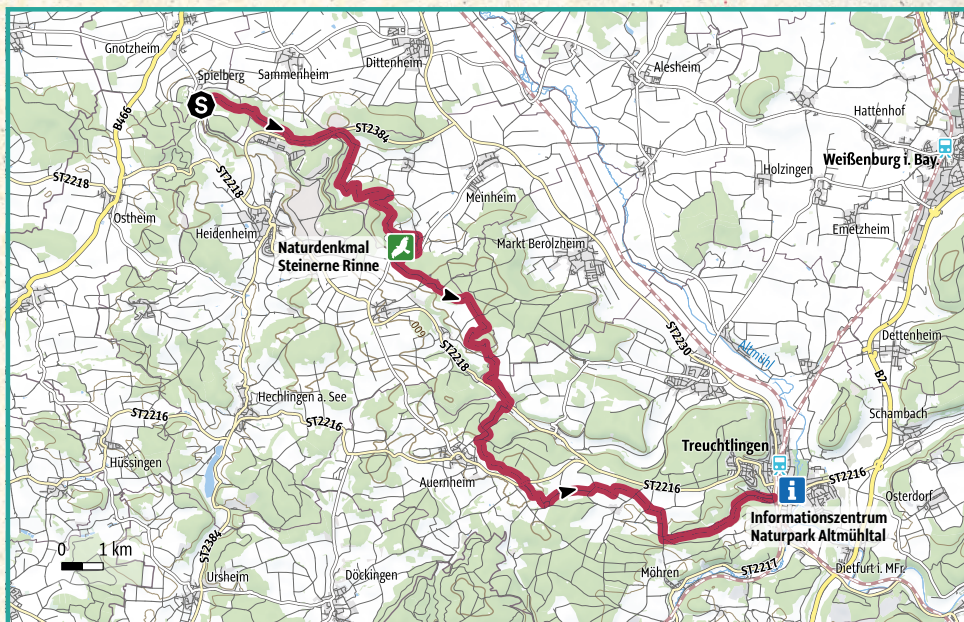 Gnotzheim
Dittenheim
Spielberg
Sammenheim
Alesheim
S
B466
ST2384
Hattenhof
Weißenburg i. Bay.
Holzingen
ST2218
ST2218
Meinheim
Ostheim
Heidenheim
Emetzheim
Naturdenkmal
Steinerne Rinne
Markt Berolzheim
600
ST2218
ST2230
Altmühl
Dettenheim
B2
Hechlingen a. See
ST2216
ST2216
Schambach
Treuchtlingen
Hüssingen
Auernheim
ST2216
i
ST2216
Osterdorf
Informationszentrum
Naturpark Altmühltal
0 1 km
ST2384
Ursheim
Döckingen
Möhren
ST2217
Dietfurt i. MFr.